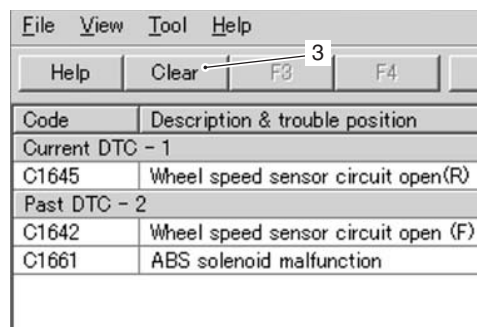 File View Tool Help
3
Help Clear F3 F4
Code Description & trouble position
Current DTC - 1
C1645 Wheel speed sensor circuit open(R)
Past DTC - 2
C1642 Wheel speed sensor circuit open (F)
C1661 ABS solenoid malfunction